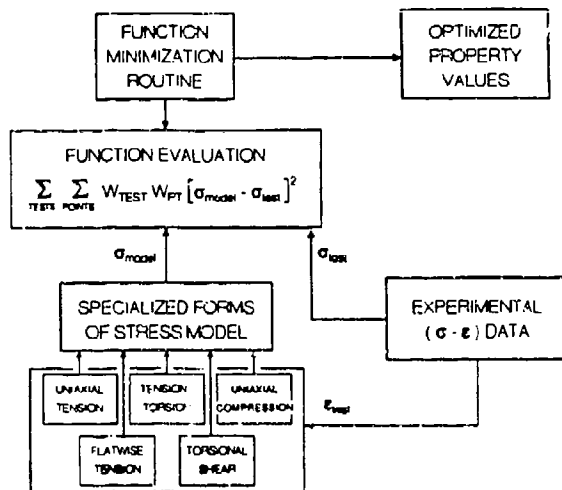 FUNCTION
MINIMIZATION
ROUTINE
OPTIMIZED
PROPERTY
VALUES
FUNCTION EVALUATION
∑ ∑ W_TEST W_PT [σ_model - σ_test]²
TESTS POINTS
σ_model
σ_test
SPECIALIZED FORMS
OF STRESS MODEL
EXPERIMENTAL
(σ - ε) DATA
UNIAXIAL
TENSION
TENSION
TORSION
UNIAXIAL
COMPRESSION
ε_test
FLATWISE
TENSION
TORSIONAL
SHEAR